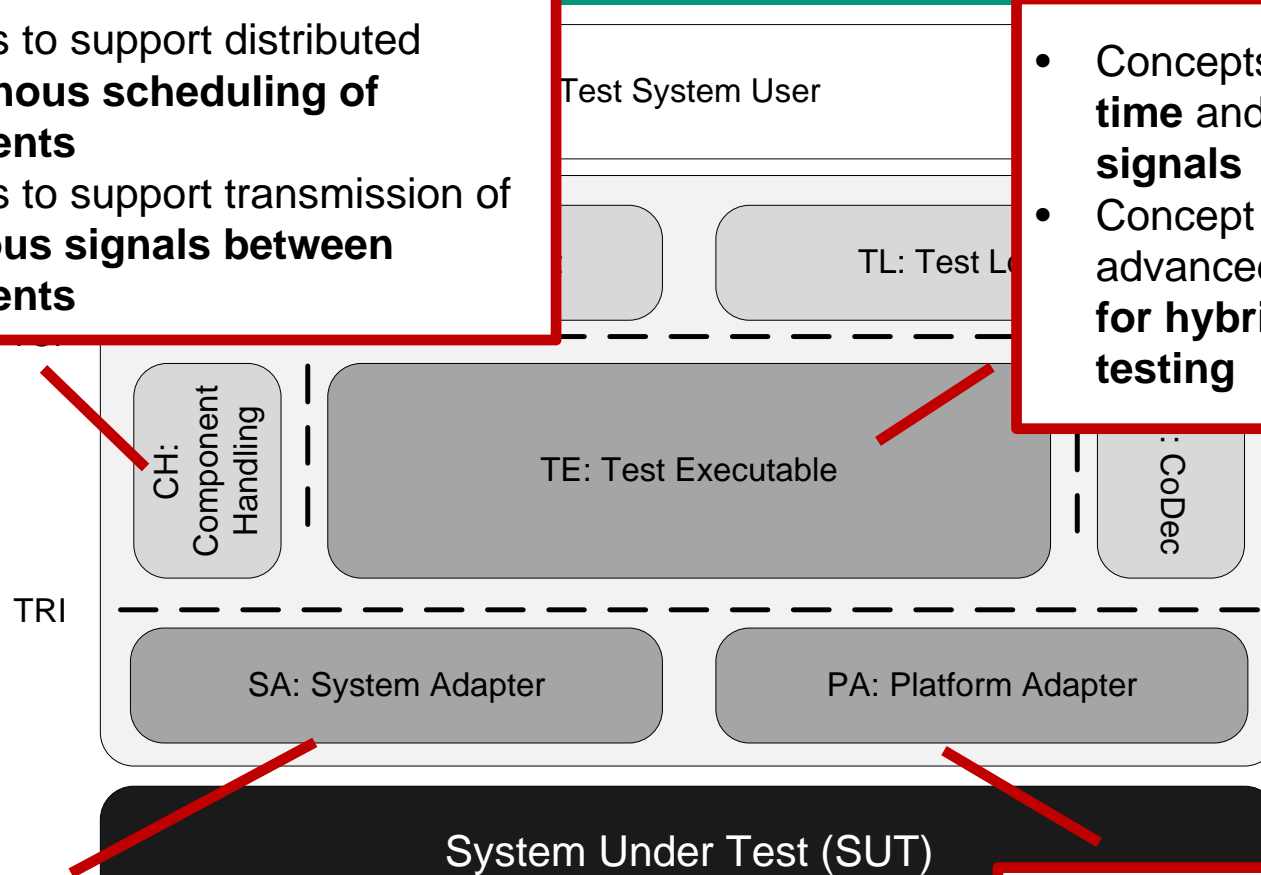 s to support distributed
nous scheduling of
ents
s to support transmission of
ous signals between
ents
Test System User
• Concepts
time and
signals
• Concept
advanced
for hybri
testing
TL: Test Lo
CH:
Component
Handling
TE: Test Executable
: CoDec
TRI
SA: System Adapter
PA: Platform Adapter
System Under Test (SUT)